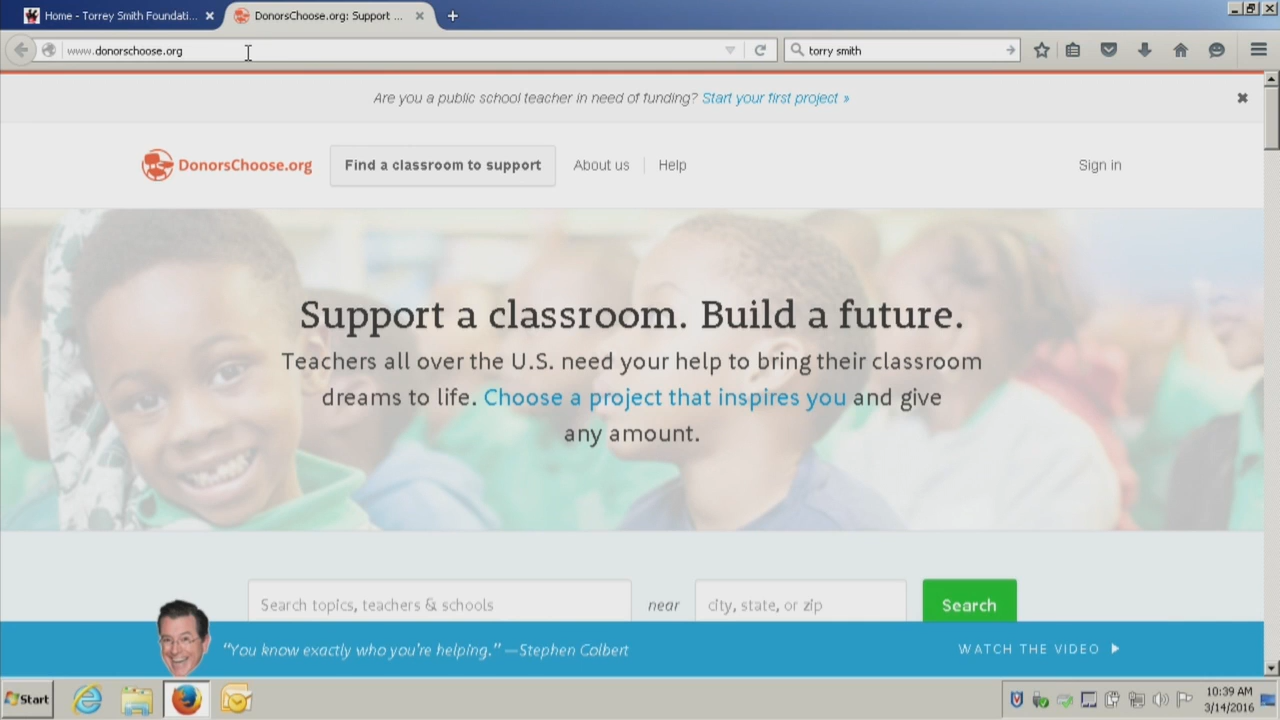 Home - Torrey Smith Foundati...
DonorsChoose.org: Support ...
www.donorschoose.org
torry smith
Are you a public school teacher in need of funding? Start your first project »
DonorsChoose.org
Find a classroom to support
About us
Help
Sign in
Support a classroom. Build a future.
Teachers all over the U.S. need your help to bring their classroom
dreams to life. Choose a project that inspires you and give
any amount.
Search topics, teachers & schools
near
city, state, or zip
Search
"You know exactly who you're helping." —Stephen Colbert
WATCH THE VIDEO
Start
10:39 AM
3/14/2016